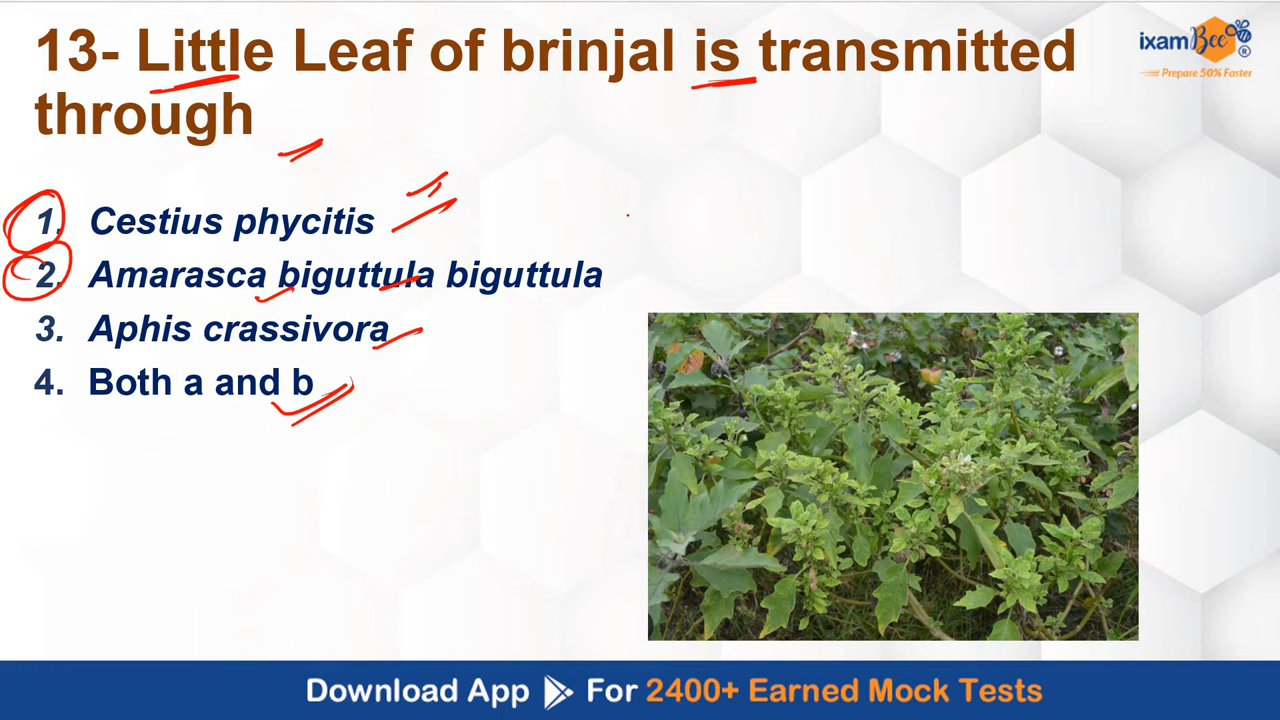 13- Little Leaf of brinjal is transmitted
through
ixamBee®
Prepare 50% Faster
1. Cestius phycitis
2. Amarasca biguttula biguttula
3. Aphis crassivora
4. Both a and b
Download App For 2400+ Earned Mock Tests